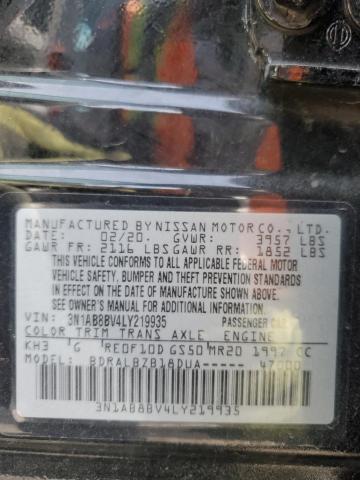 MANUFACTURED BY NISSAN MOTOR CO., LTD.
DATE: 02/20. GVWR: 3957 LBS
GAWR FR: 2116 LBS GAWR RR: 1852 LBS
THIS VEHICLE CONFORMS TO ALL APPLICABLE FEDERAL MOTOR
VEHICLE SAFETY, BUMPER, AND THEFT PREVENTION STANDARDS
IN EFFECT ON THE DATE OF MANUFACTURE SHOWN ABOVE.
SEE OWNER'S MANUAL FOR ADDITIONAL INFORMATION.
VIN: 3N1AB8BV4LY219935 PASSENGER CAR
COLOR TRIM TRANS AXLE ENGINE
KH3 G RE0F10D GS50 MR20 1997 CC
MODEL: BDRALBZB18DUA----- 47000
3N1AB8BV4LY219935